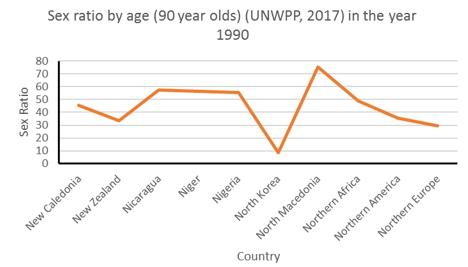 Sex ratio by age (90 year olds) (UNWPP, 2017) in the year
1990
80
70
60
50
40
30
20
10
0
Sex Ratio
New Caledonia
New Zealand
Nicaragua
Niger
Nigeria
North Korea
North Macedonia
Northern Africa
Northern America
Northern Europe
Country